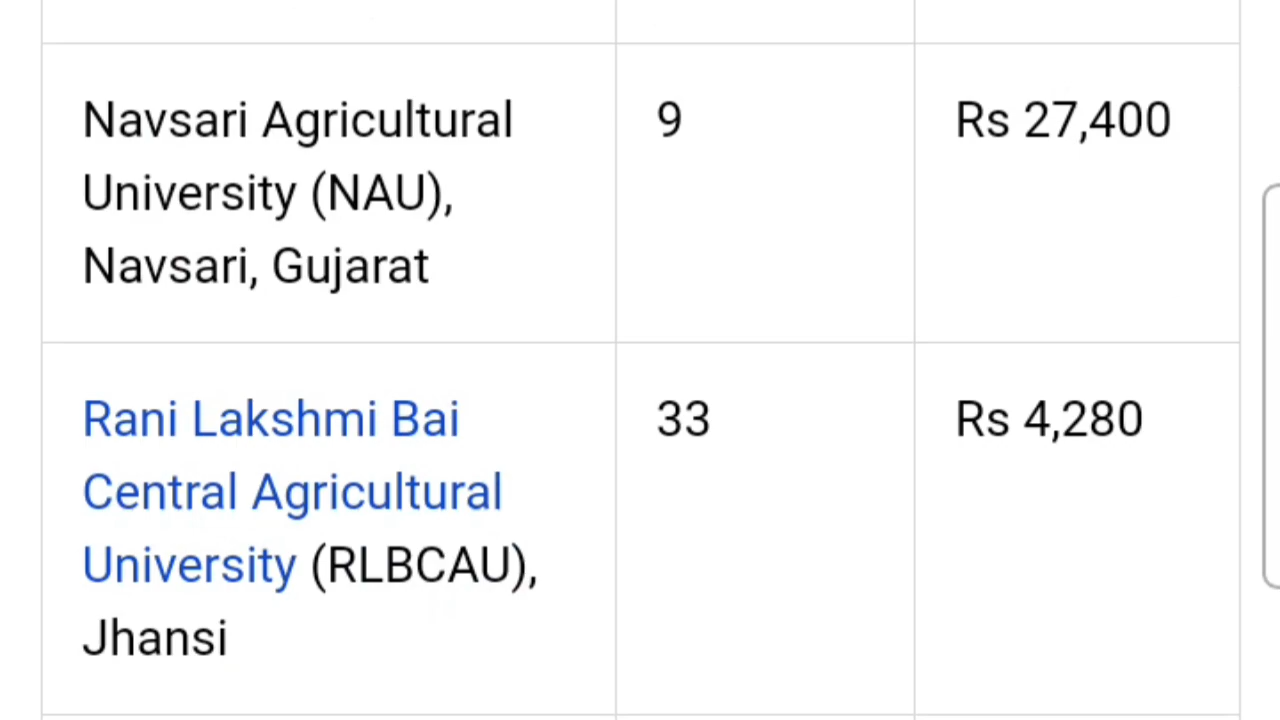 Navsari Agricultural
University (NAU),
Navsari, Gujarat
9
Rs 27,400
Rani Lakshmi Bai
Central Agricultural
University (RLBCAU),
Jhansi
33
Rs 4,280